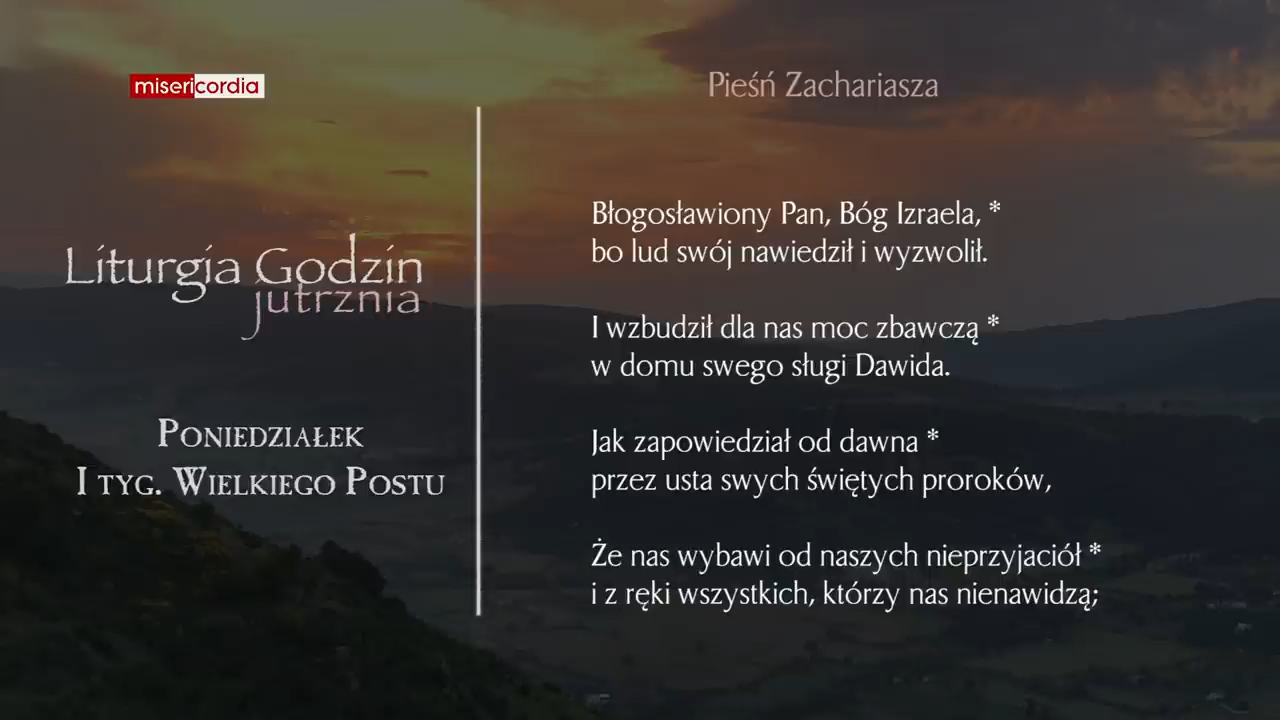 misericordia
Liturgia Godzin
jutrznia
Poniedziałek
I tyg. Wielkiego Postu
Pieśń Zachariasza
Błogosławiony Pan, Bóg Izraela, *
bo lud swój nawiedził i wyzwolił.
I wzbudził dla nas moc zbawczą *
w domu swego sługi Dawida.
Jak zapowiedział od dawna *
przez usta swych świętych proroków,
Że nas wybawi od naszych nieprzyjaciół *
i z ręki wszystkich, którzy nas nienawidzą;